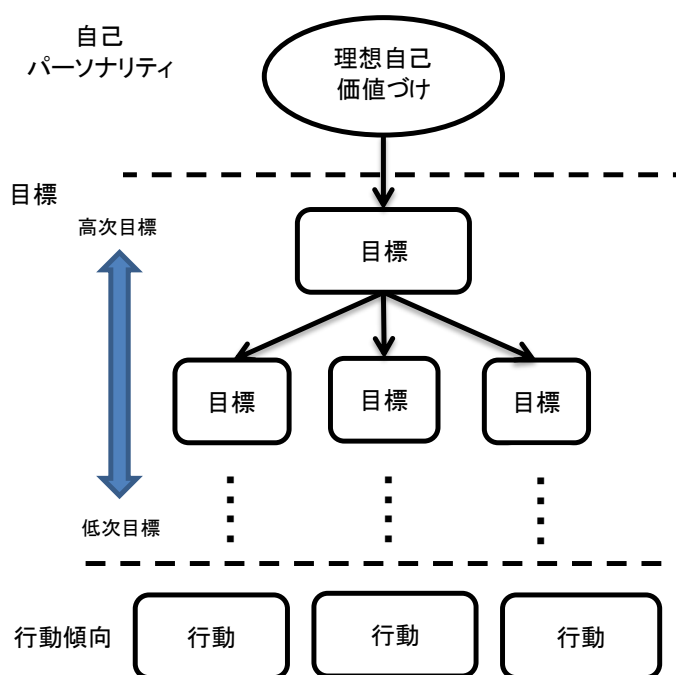 自己
パーソナリティ
理想自己
価値づけ
目標
高次目標
目標
目標
目標
目標
低次目標
行動傾向
行動
行動
行動